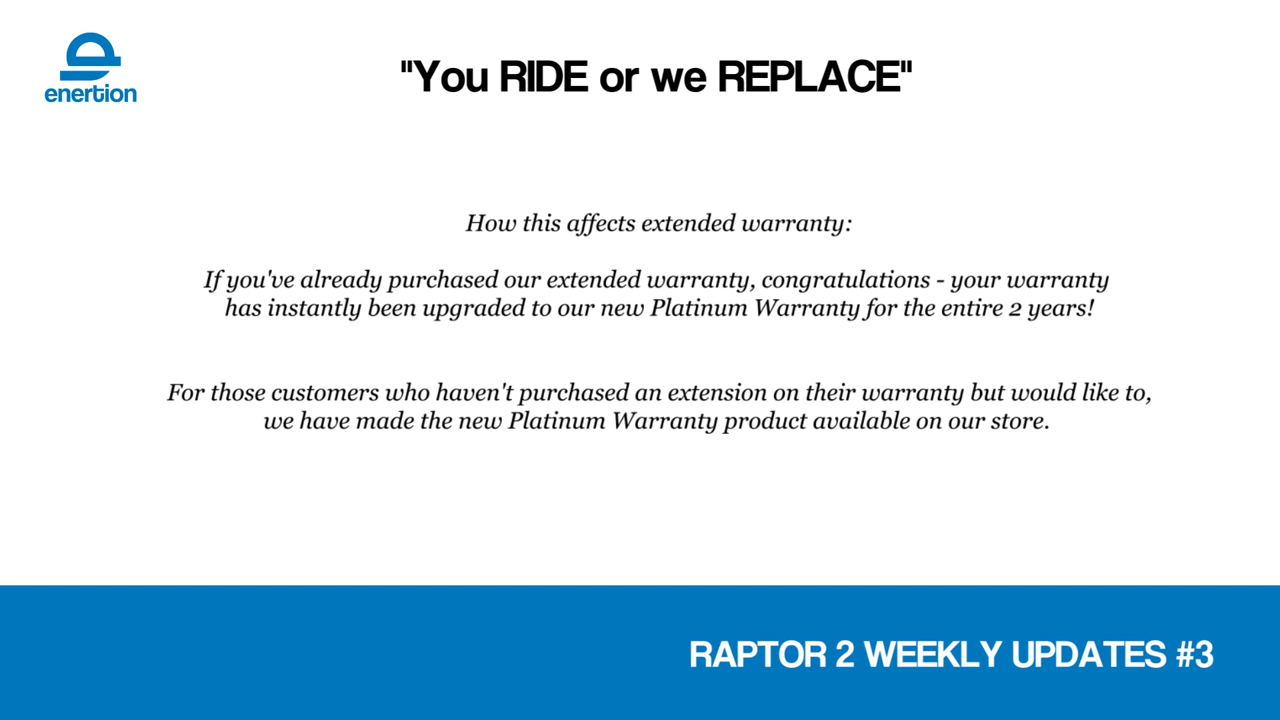 enertion
"You RIDE or we REPLACE"
How this affects extended warranty:
If you've already purchased our extended warranty, congratulations - your warranty
has instantly been upgraded to our new Platinum Warranty for the entire 2 years!
For those customers who haven't purchased an extension on their warranty but would like to,
we have made the new Platinum Warranty product available on our store.
RAPTOR 2 WEEKLY UPDATES #3